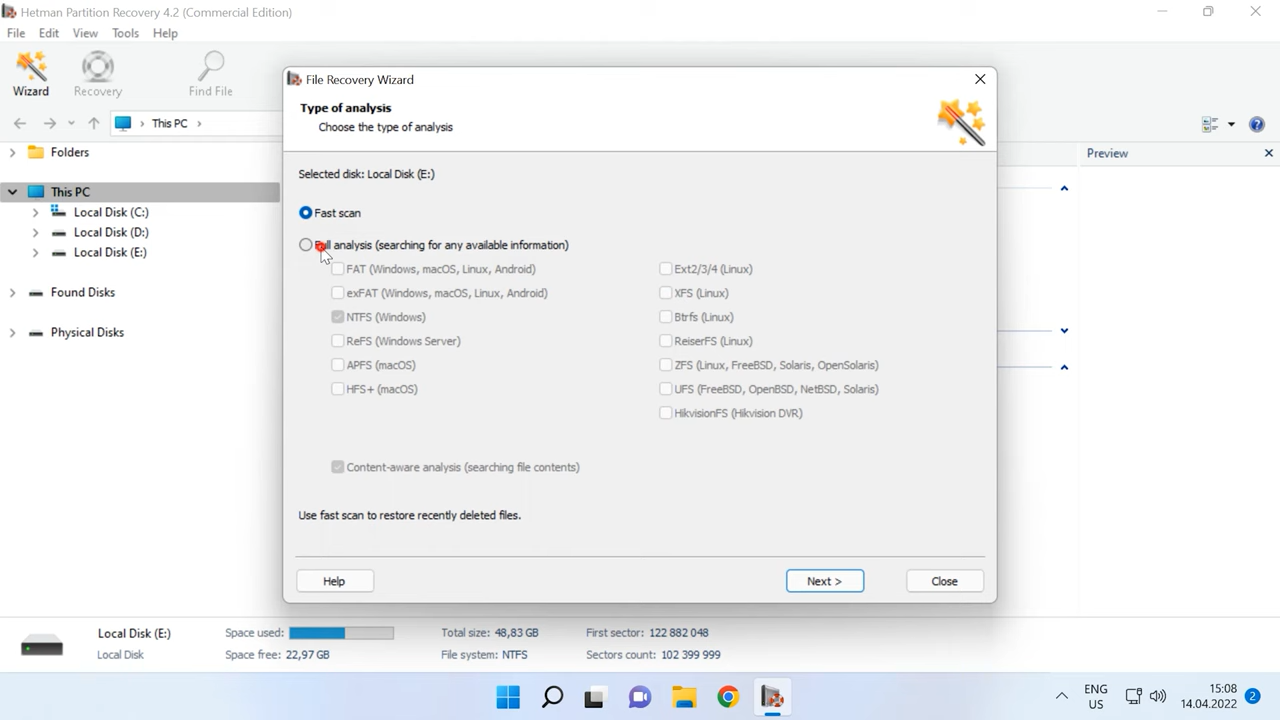 Hetman Partition Recovery 4.2 (Commercial Edition)
File Edit View Tools Help
Wizard Recovery Find File
This PC
Folders
This PC
Local Disk (C:)
Local Disk (D:)
Local Disk (E:)
Found Disks
Physical Disks
Preview
File Recovery Wizard
Type of analysis
Choose the type of analysis
Selected disk: Local Disk (E:)
Fast scan
Full analysis (searching for any available information)
FAT (Windows, macOS, Linux, Android)
exFAT (Windows, macOS, Linux, Android)
NTFS (Windows)
ReFS (Windows Server)
APFS (macOS)
HFS+ (macOS)
Ext2/3/4 (Linux)
XFS (Linux)
Btrfs (Linux)
ReiserFS (Linux)
ZFS (Linux, FreeBSD, Solaris, OpenSolaris)
UFS (FreeBSD, OpenBSD, NetBSD, Solaris)
HikvisionFS (Hikvision DVR)
Content-aware analysis (searching file contents)
Use fast scan to restore recently deleted files.
Help Next > Close
Local Disk (E:)
Local Disk
Space used:
Space free: 22,97 GB
Total size: 48,83 GB
File system: NTFS
First sector: 122 882 048
Sectors count: 102 399 999
ENG
US
15:08
14.04.2022
2